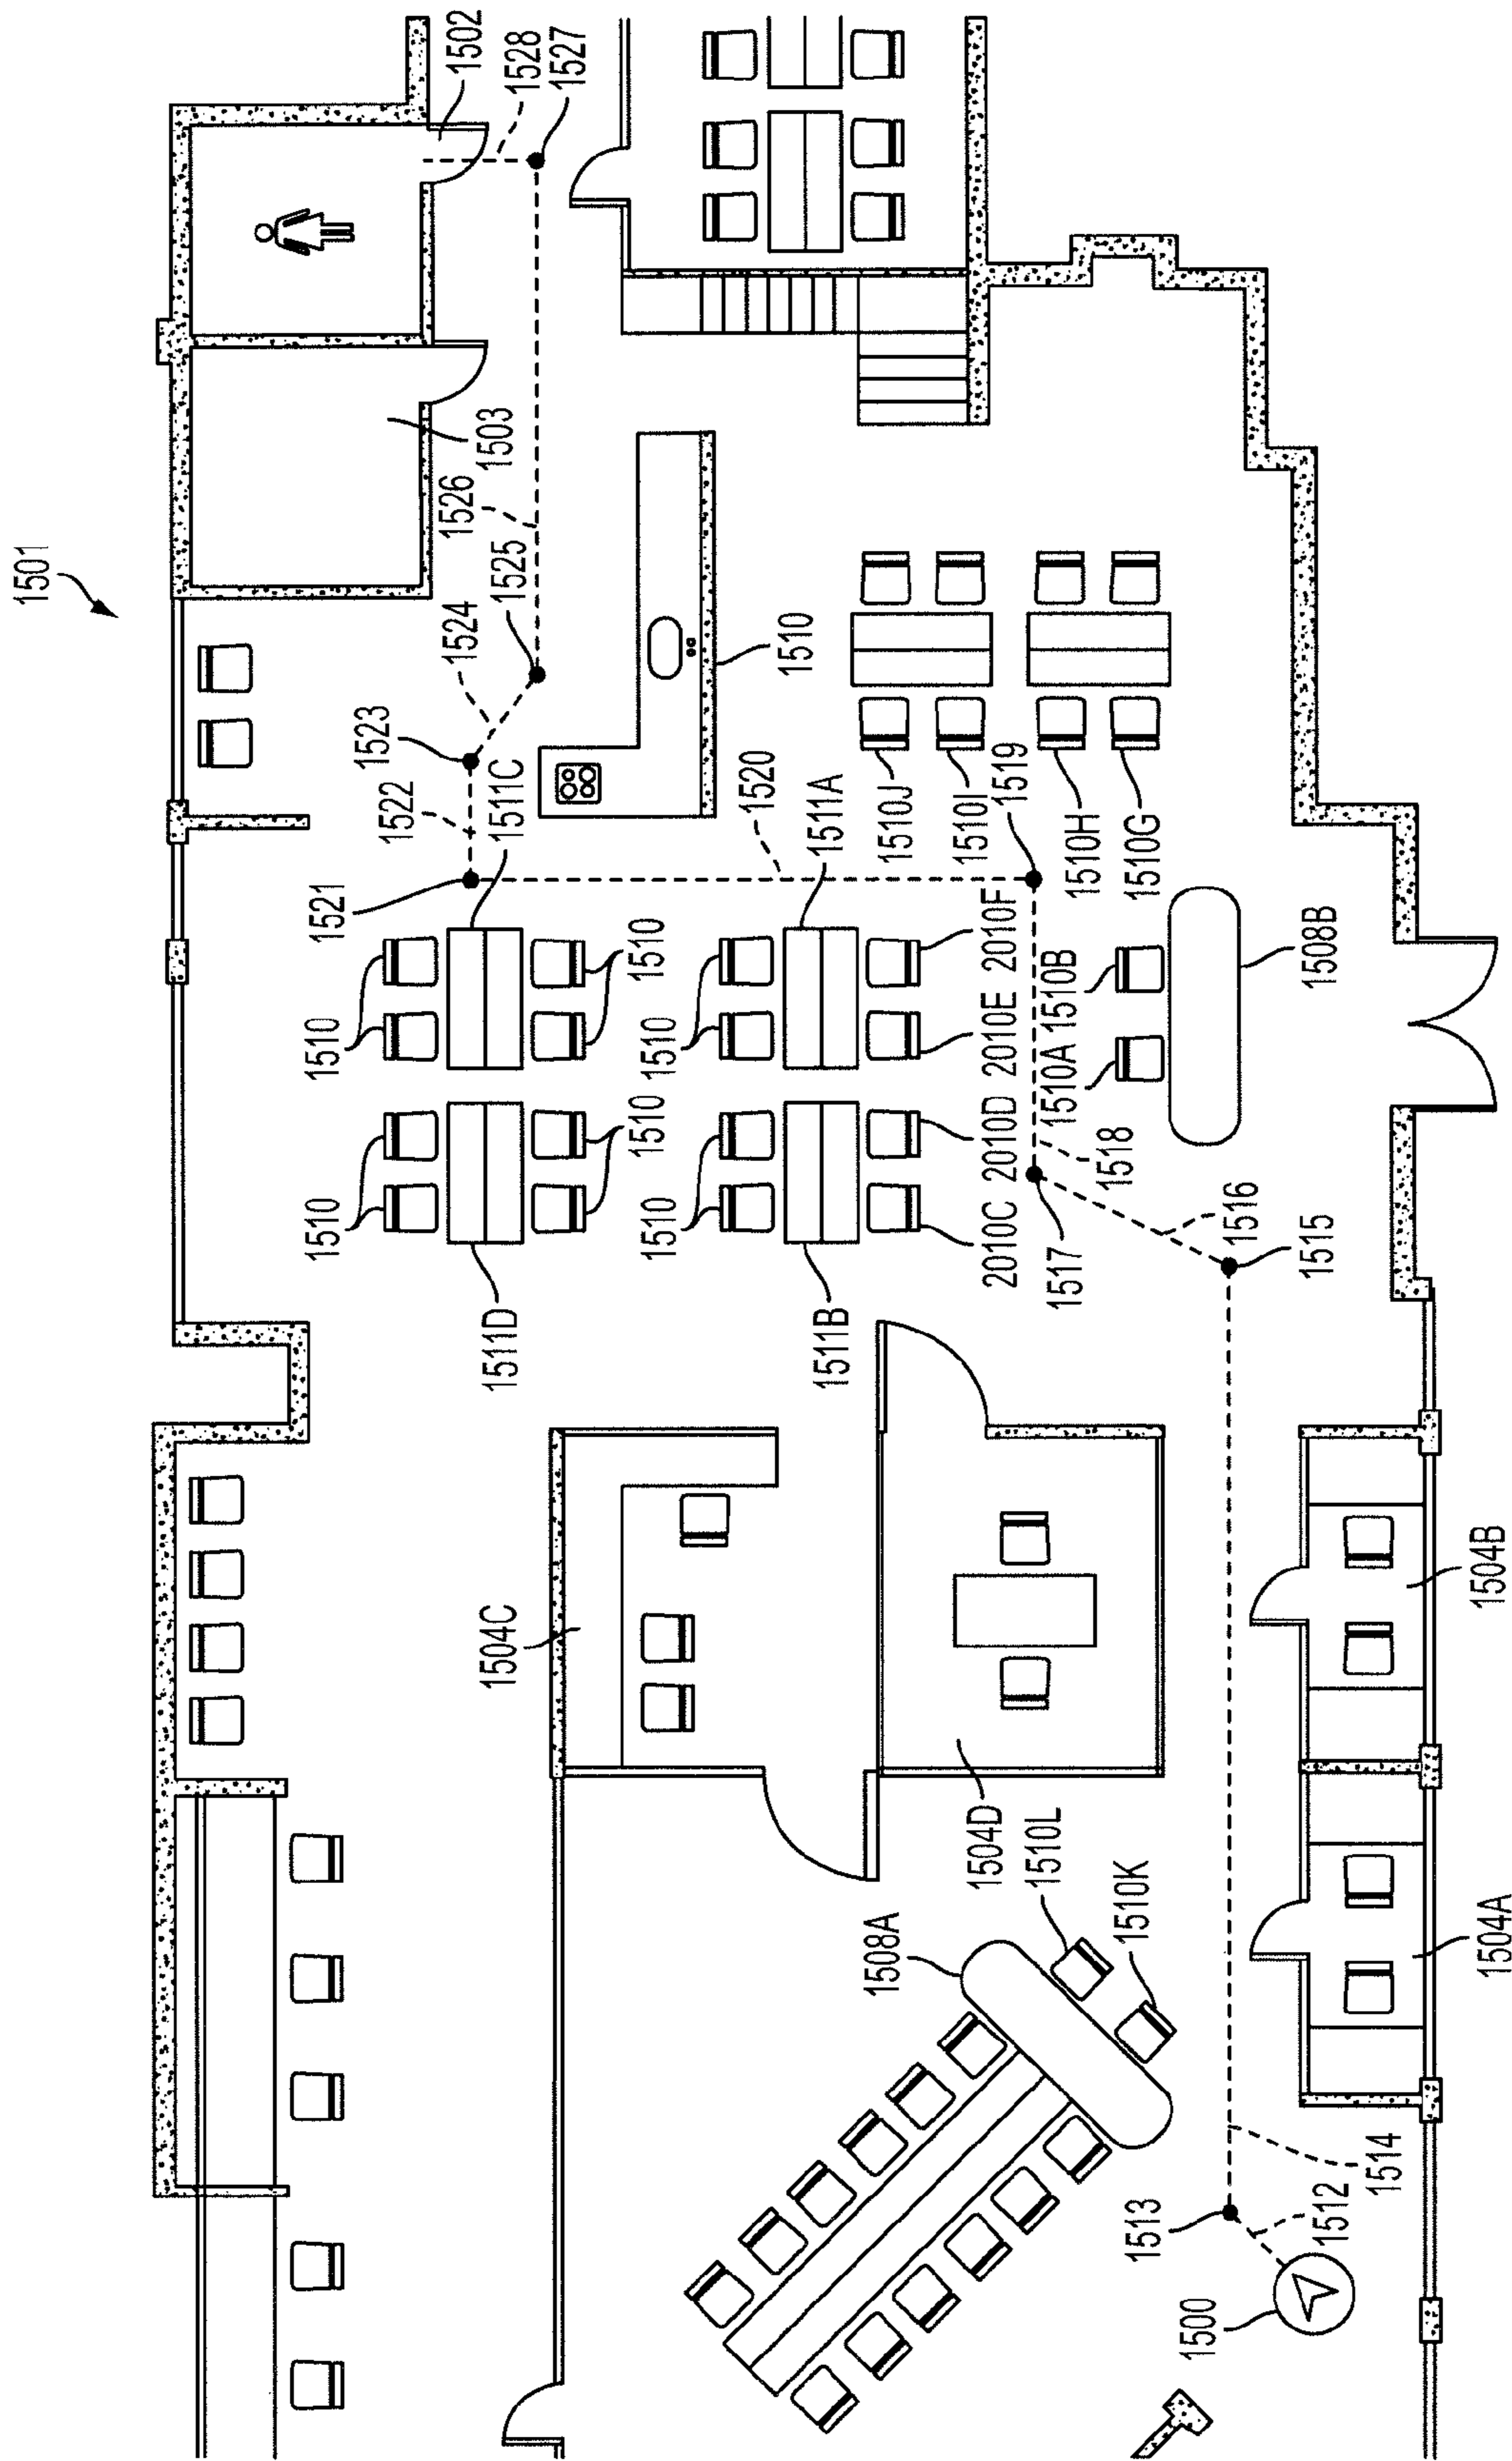 1501
1510
1510
1521
1523
1522
1502
1526
1524
1503
1511D
1511C
1504C
1528
1525
1527
1510
1510
1510
1510
1520
1510
1511B
1511A
1508A
1510J
1510I
1504D
2010C 2010D 2010E 2010F
1519
1510L
1510A 1510B
1517
1510H
1518
1510K
1510G
1513
1500
1516
1515
1508B
1512
1514
1504B
1504A